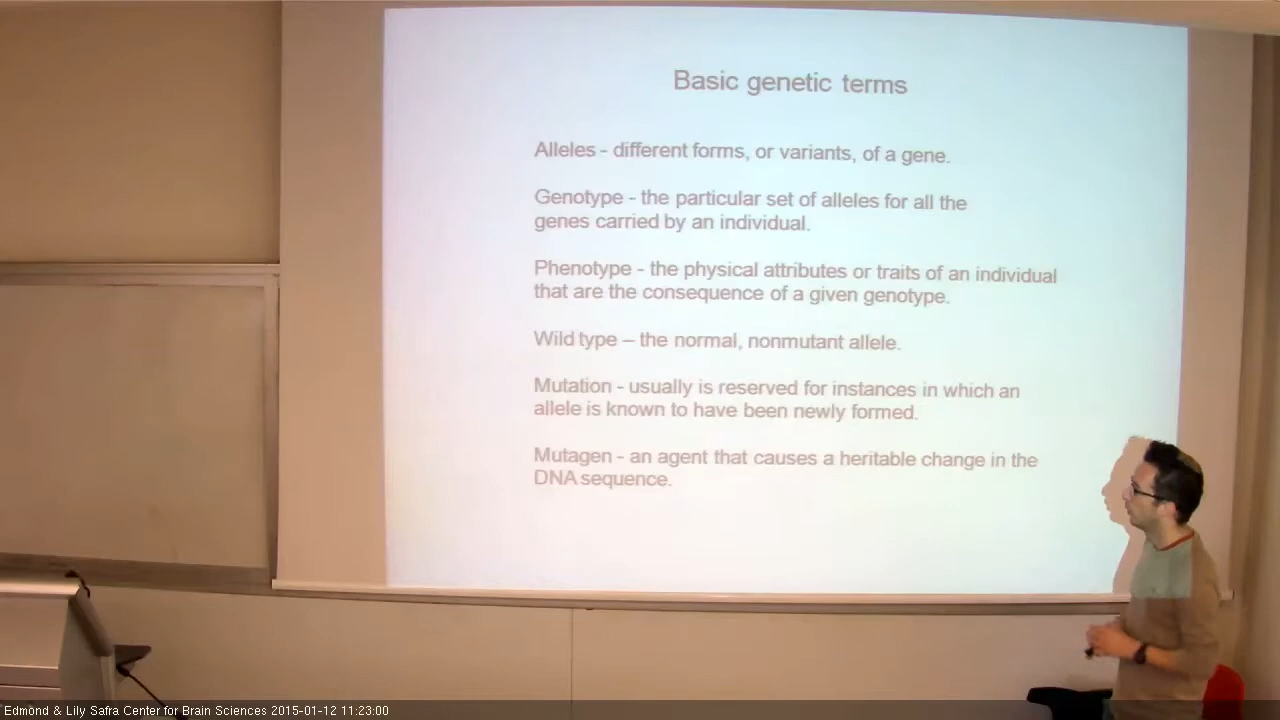 Basic genetic terms
Alleles - different forms, or variants, of a gene.
Genotype - the particular set of alleles for all the
genes carried by an individual.
Phenotype - the physical attributes or traits of an individual
that are the consequence of a given genotype.
Wild type – the normal, nonmutant allele.
Mutation - usually is reserved for instances in which an
allele is known to have been newly formed.
Mutagen - an agent that causes a heritable change in the
DNA sequence.
Edmond & Lily Safra Center for Brain Sciences 2015-01-12 11:23:00